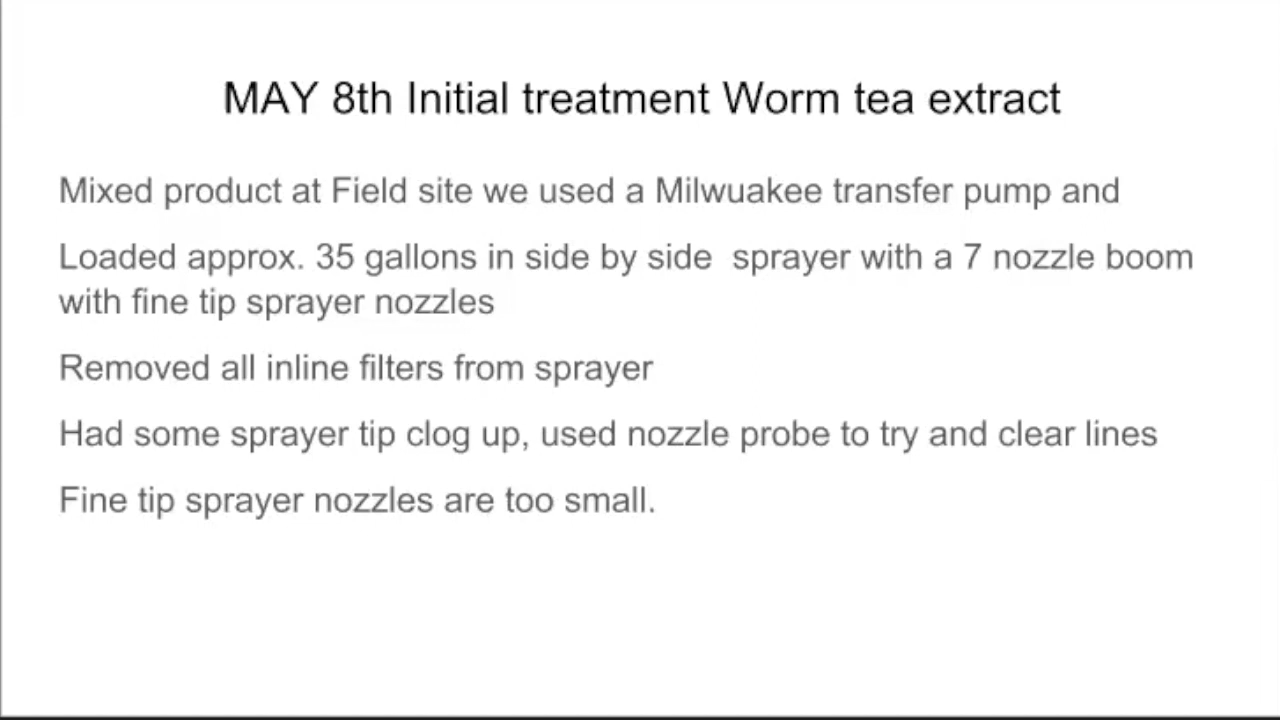 MAY 8th Initial treatment Worm tea extract
Mixed product at Field site we used a Milwuakee transfer pump and
Loaded approx. 35 gallons in side by side  sprayer with a 7 nozzle boom
with fine tip sprayer nozzles
Removed all inline filters from sprayer
Had some sprayer tip clog up, used nozzle probe to try and clear lines
Fine tip sprayer nozzles are too small.